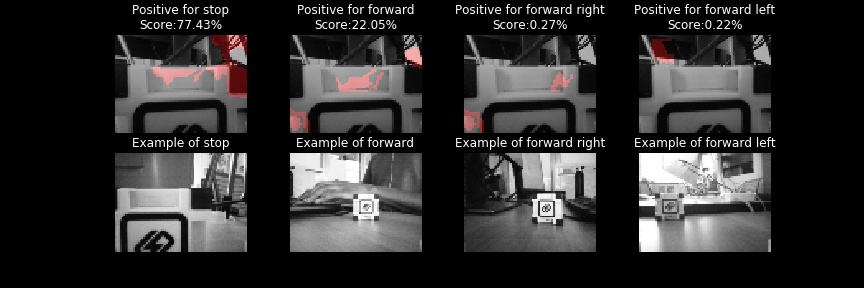 Positive for stop
Score:77.43%
Positive for forward
Score:22.05%
Positive for forward right
Score:0.27%
Positive for forward left
Score:0.22%
Example of stop
Example of forward
Example of forward right
Example of forward left